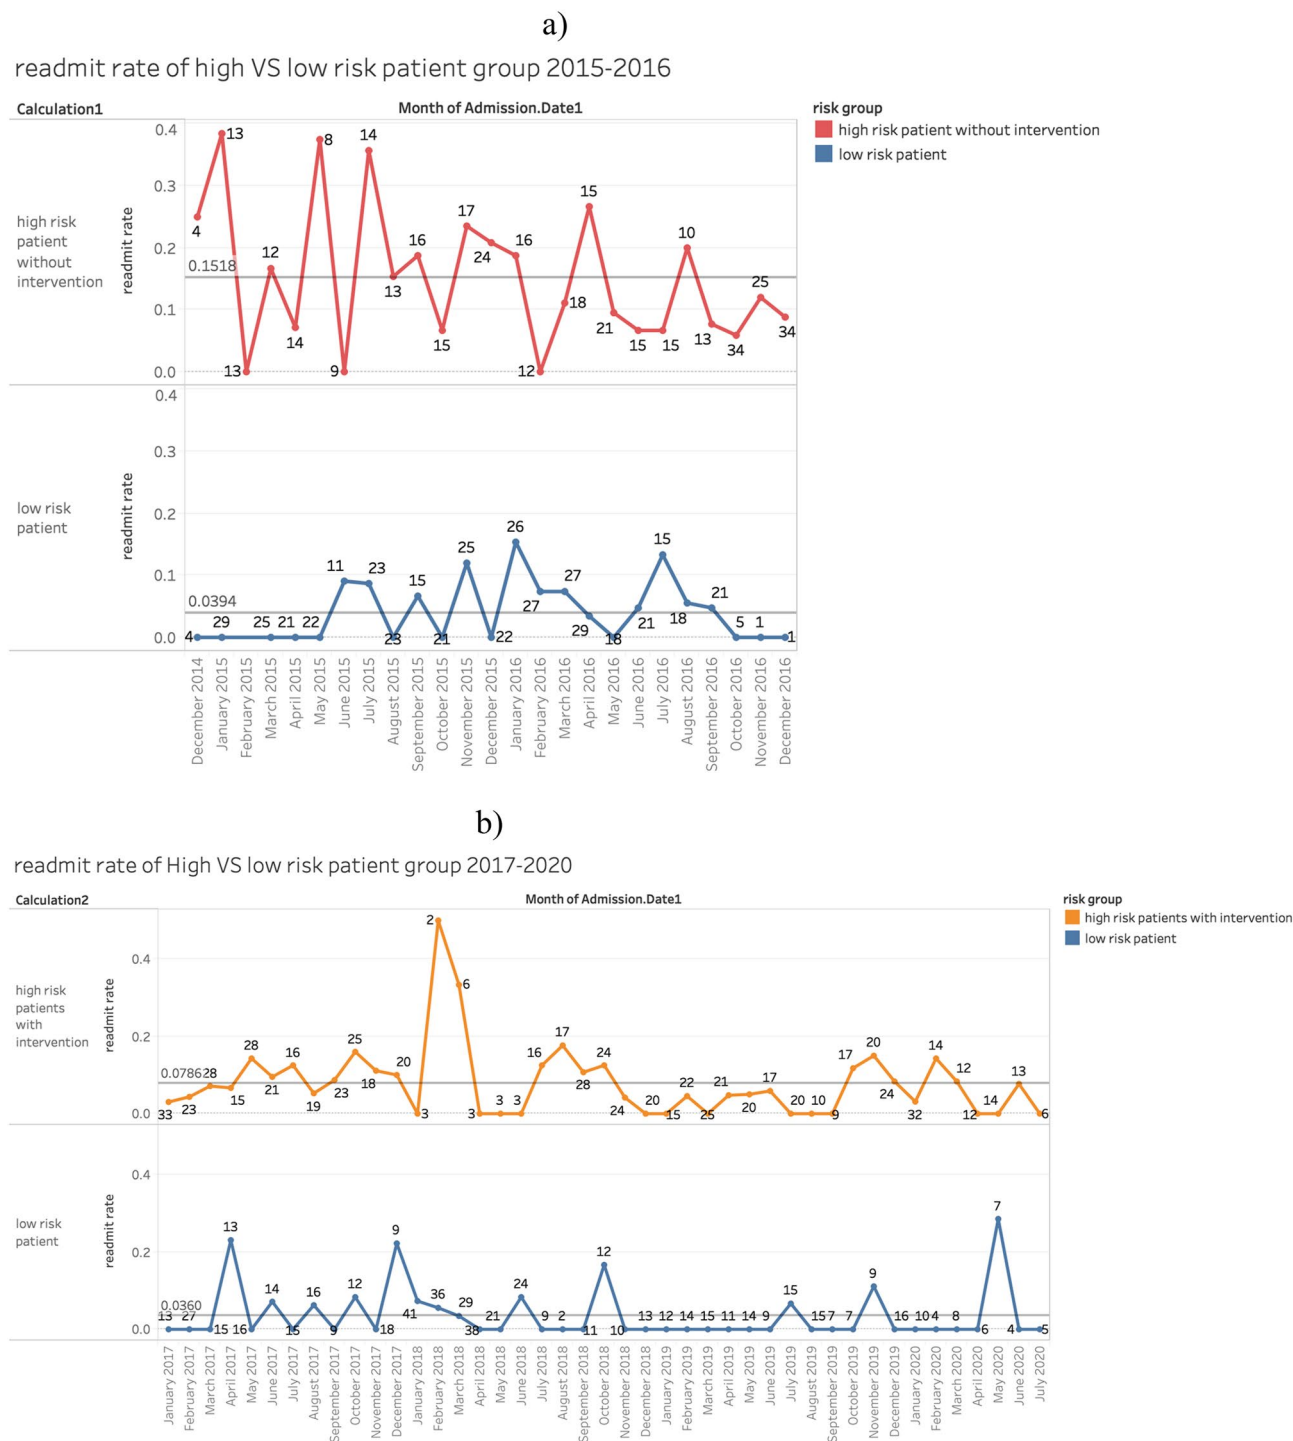 a)
readmit rate of high VS low risk patient group 2015-2016
Calculation1
Month of Admission.Date1
risk group
high risk patient without intervention
low risk patient
high risk
patient
without
intervention
readmit rate
0.4
0.3
0.2
0.1
0.0
0.1518
4
13
13
12
14
8
9
14
13
16
15
17
24
16
12
18
15
21
15
15
10
13
34
25
34
low risk
patient
readmit rate
0.4
0.3
0.2
0.1
0.0
0.0394
4
29
25
21
22
11
23
23
15
21
25
22
26
27
27
29
18
21
15
18
21
5
1
1
December 2014
January 2015
February 2015
March 2015
April 2015
May 2015
June 2015
July 2015
August 2015
September 2015
October 2015
November 2015
December 2015
January 2016
February 2016
March 2016
April 2016
May 2016
June 2016
July 2016
August 2016
September 2016
October 2016
November 2016
December 2016
b)
readmit rate of High VS low risk patient group 2017-2020
Calculation2
Month of Admission.Date1
risk group
high risk patients with intervention
low risk patient
high risk
patients
with
intervention
readmit rate
0.4
0.2
0.0
0.0786
33
23
28
15
28
21
16
19
23
25
18
20
3
2
6
3
3
3
16
17
28
24
24
20
15
22
25
21
20
17
20
10
9
17
20
24
32
14
12
12
14
13
6
low risk
patient
readmit rate
0.4
0.2
0.0
0.0360
13
27
15
13
16
14
15
16
9
12
18
9
41
36
29
38
21
24
9
2
11
12
10
13
12
14
15
11
14
9
15
15
7
7
9
16
10
4
8
6
7
4
5
January 2017
February 2017
March 2017
April 2017
May 2017
June 2017
July 2017
August 2017
September 2017
October 2017
November 2017
December 2017
January 2018
February 2018
March 2018
April 2018
May 2018
June 2018
July 2018
August 2018
September 2018
October 2018
November 2018
December 2018
January 2019
February 2019
March 2019
April 2019
May 2019
June 2019
July 2019
August 2019
September 2019
October 2019
November 2019
December 2019
January 2020
February 2020
March 2020
April 2020
May 2020
June 2020
July 2020